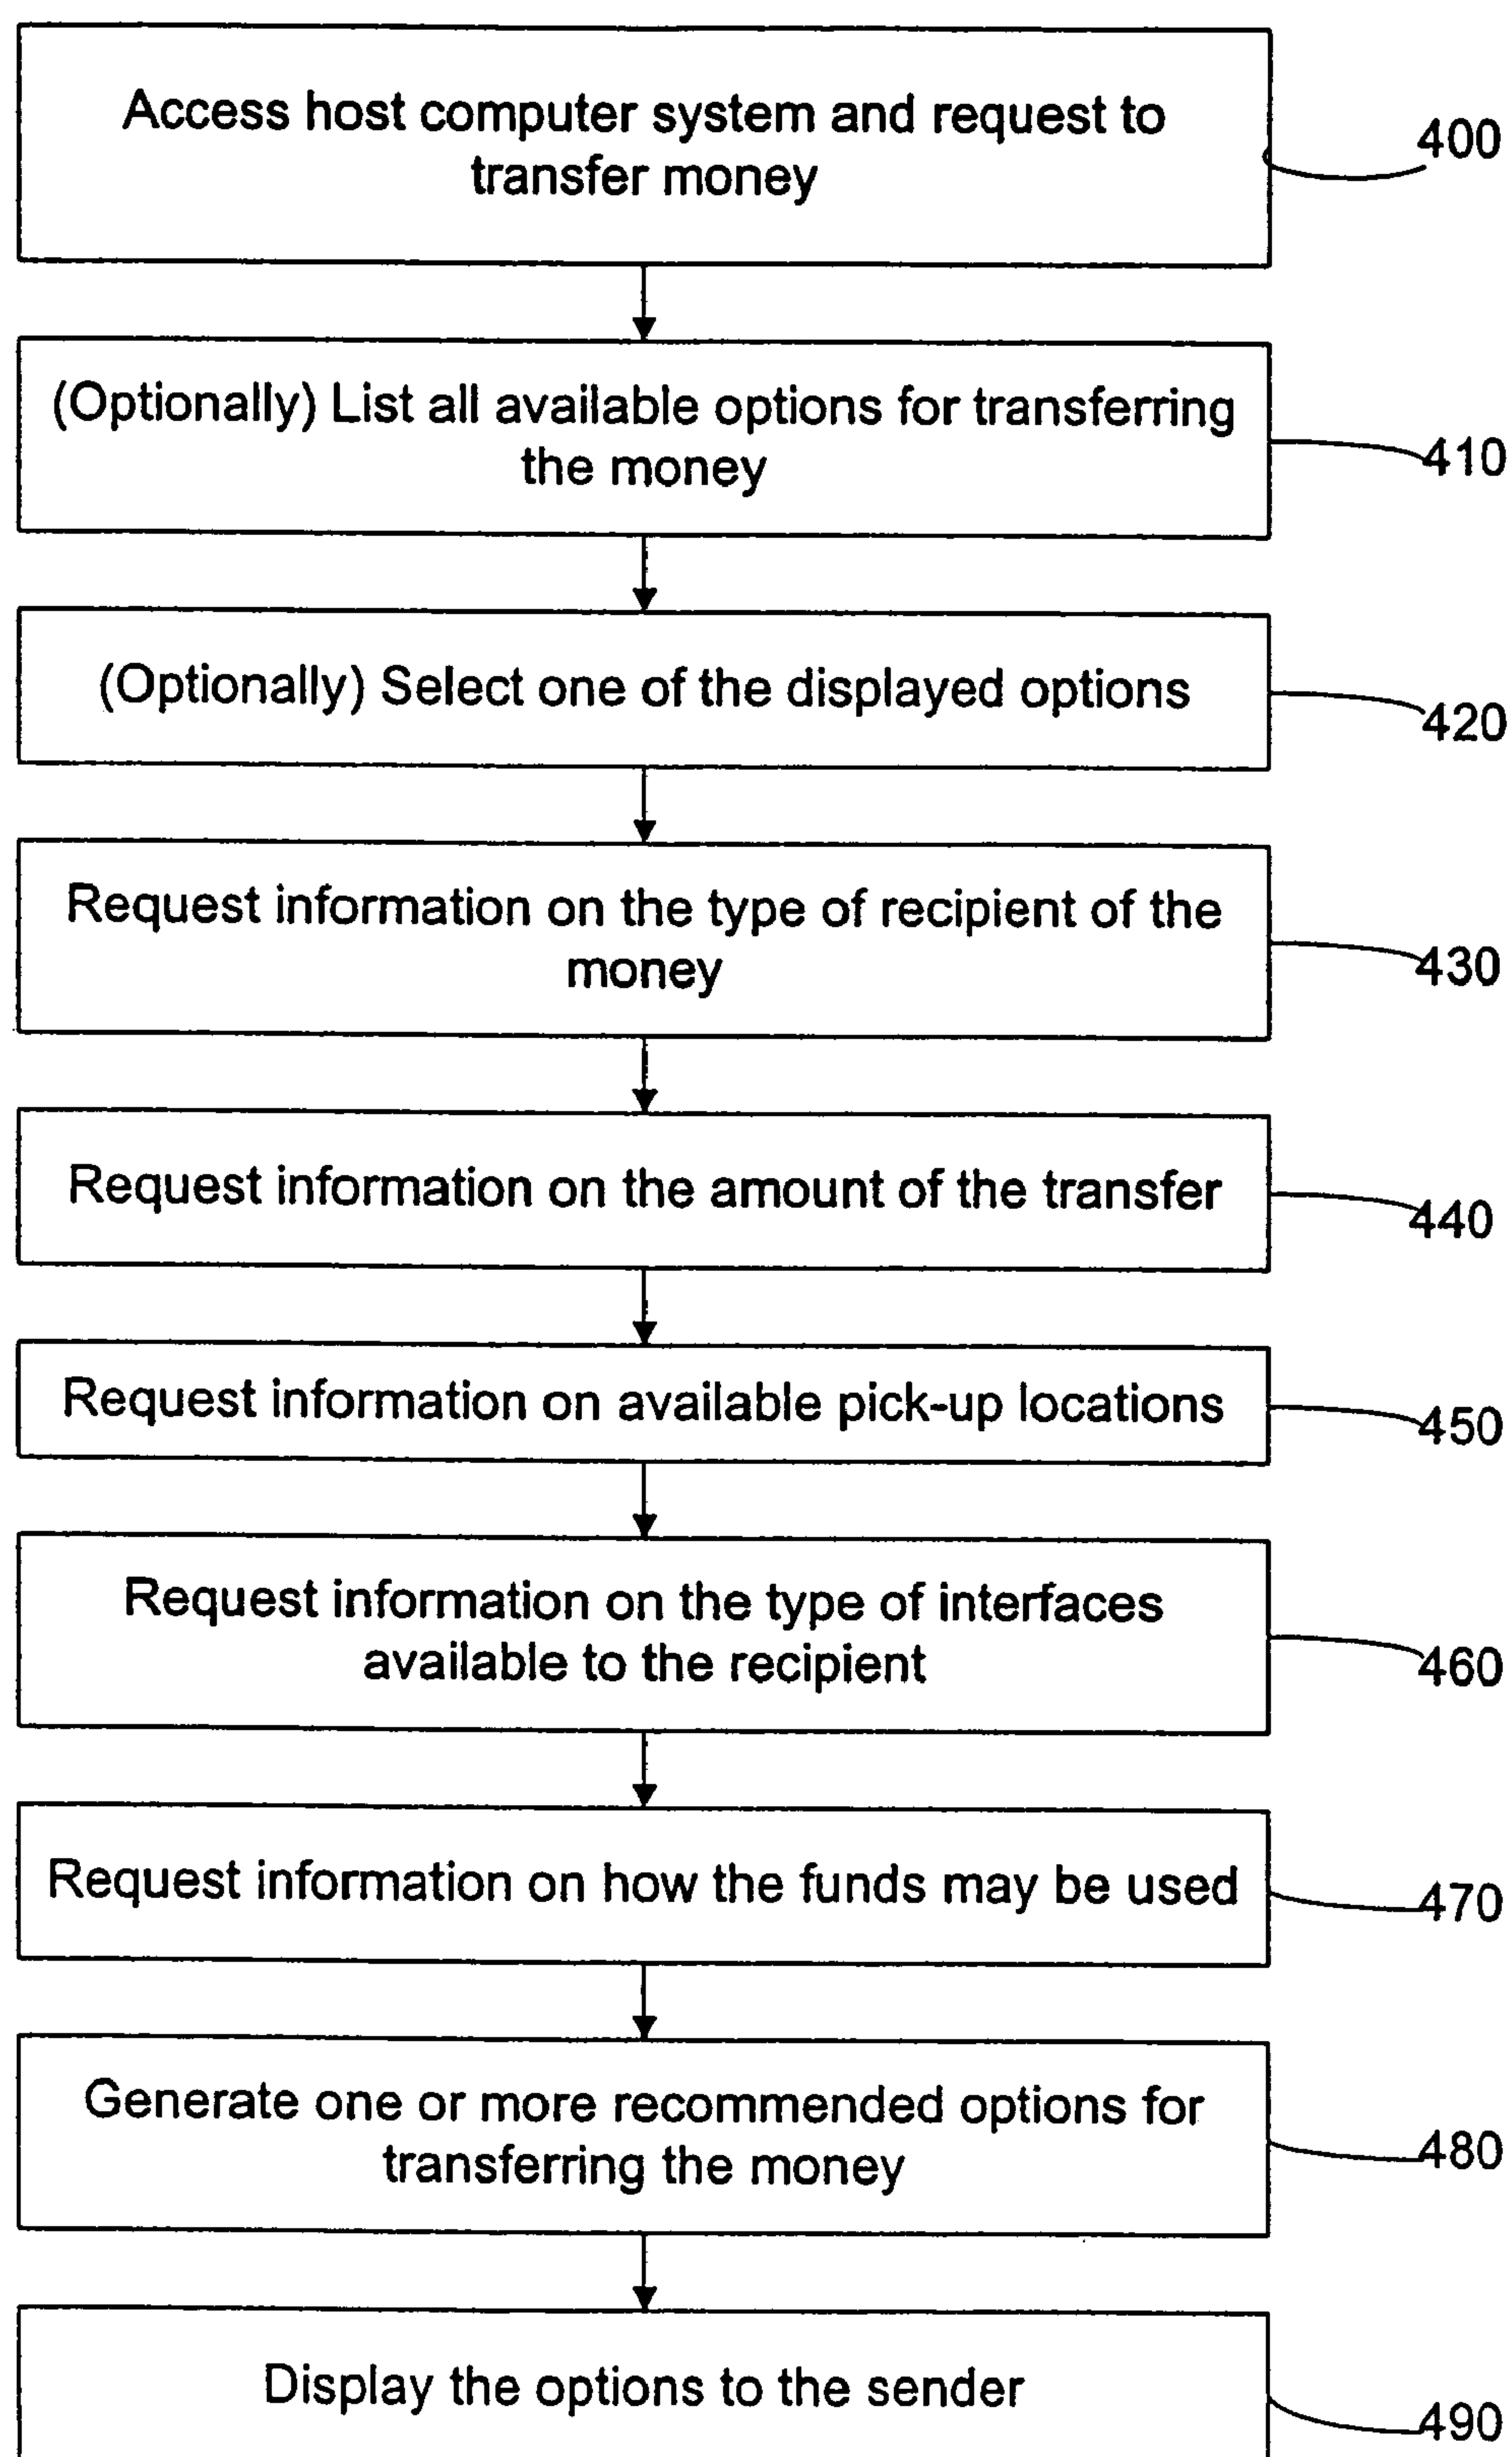 Access host computer system and request to
transfer money
400
(Optionally) List all available options for transferring
the money
410
(Optionally) Select one of the displayed options
420
Request information on the type of recipient of the
money
430
Request information on the amount of the transfer
440
Request information on available pick-up locations
450
Request information on the type of interfaces
available to the recipient
460
Request information on how the funds may be used
470
Generate one or more recommended options for
transferring the money
480
Display the options to the sender
490